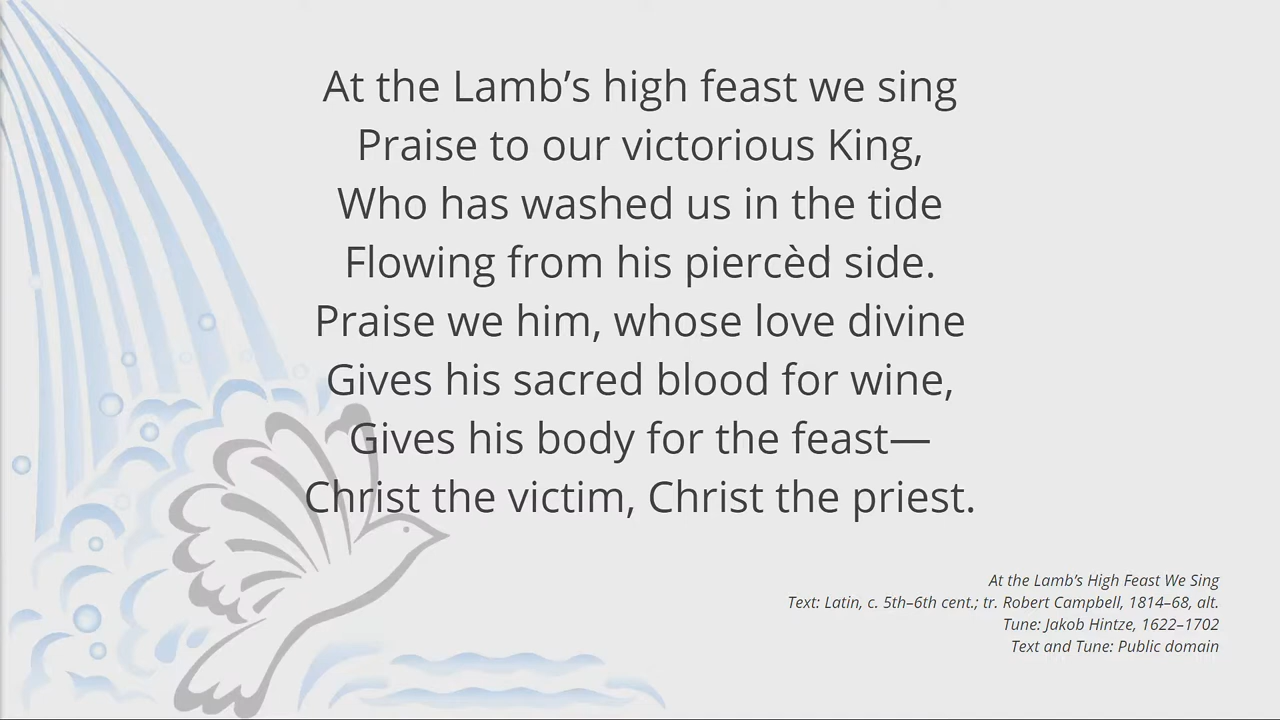 At the Lamb’s high feast we sing
Praise to our victorious King,
Who has washed us in the tide
Flowing from his piercèd side.
Praise we him, whose love divine
Gives his sacred blood for wine,
Gives his body for the feast—
Christ the victim, Christ the priest.
At the Lamb’s High Feast We Sing
Text: Latin, c. 5th–6th cent.; tr. Robert Campbell, 1814–68, alt.
Tune: Jakob Hintze, 1622–1702
Text and Tune: Public domain